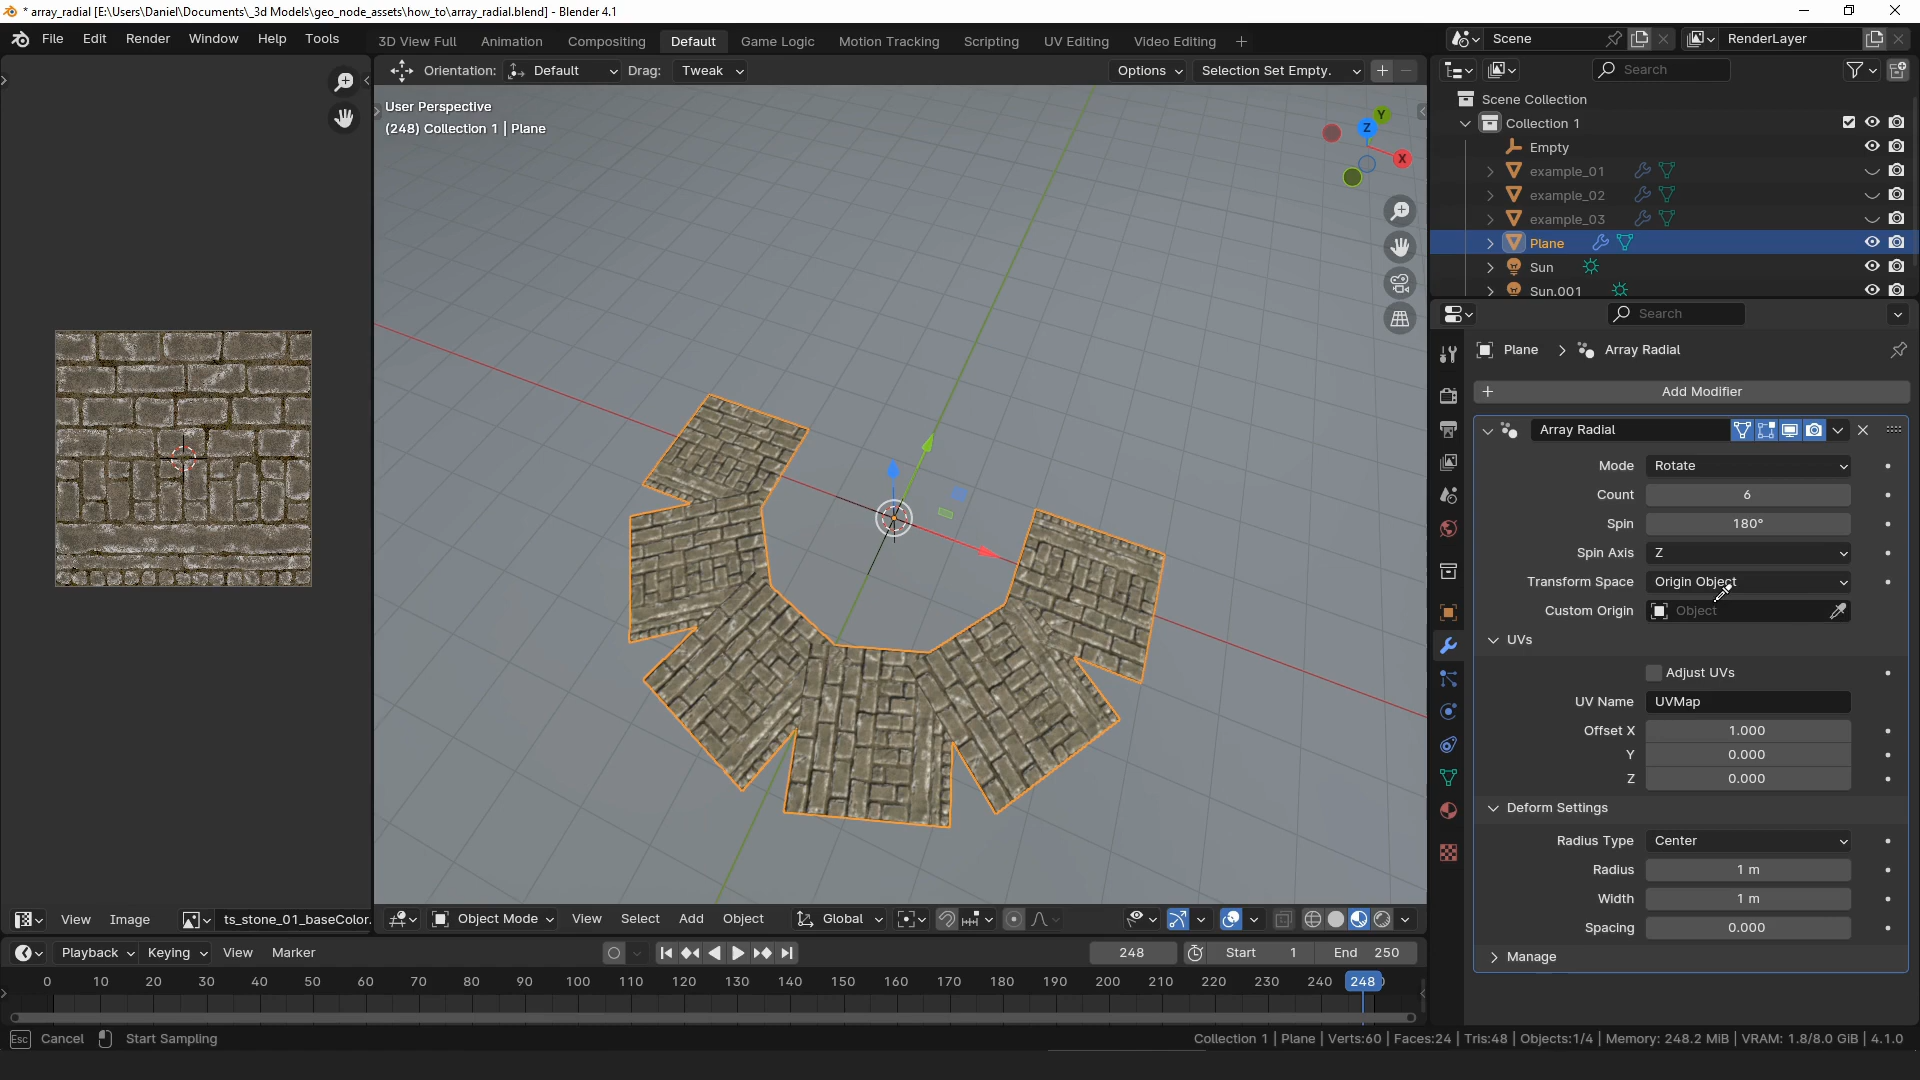 * array_radial [E:\Users\Daniel\Documents\_3d Models\geo_node_assets\how_to\array_radial.blend] - Blender 4.1
File Edit Render Window Help Tools
3D View Full Animation Compositing Default Game Logic Motion Tracking Scripting UV Editing Video Editing
Scene
RenderLayer
Orientation: Default Drag: Tweak
Options Selection Set Empty.
Search
User Perspective
(248) Collection 1 | Plane
Y
Z
X
Scene Collection
Collection 1
Empty
example_01
example_02
example_03
Plane
Sun
Sun.001
Search
Plane Array Radial
Add Modifier
Array Radial
Mode Rotate
Count 6
Spin 180°
Spin Axis Z
Transform Space Origin Object
Custom Origin Object
UVs
Adjust UVs
UV Name UVMap
Offset X 1.000
Y 0.000
Z 0.000
Deform Settings
Radius Type Center
Radius 1 m
Width 1 m
Spacing 0.000
Manage
View Image ts_stone_01_baseColor.
Object Mode View Select Add Object Global
Playback Keying View Marker
248 Start 1 End 250
0 10 20 30 40 50 60 70 80 90 100 110 120 130 140 150 160 170 180 190 200 210 220 230 240 248
Esc Cancel Start Sampling
Collection 1 | Plane | Verts:60 | Faces:24 | Tris:48 | Objects:1/4 | Memory: 248.2 MiB | VRAM: 1.8/8.0 GiB | 4.1.0